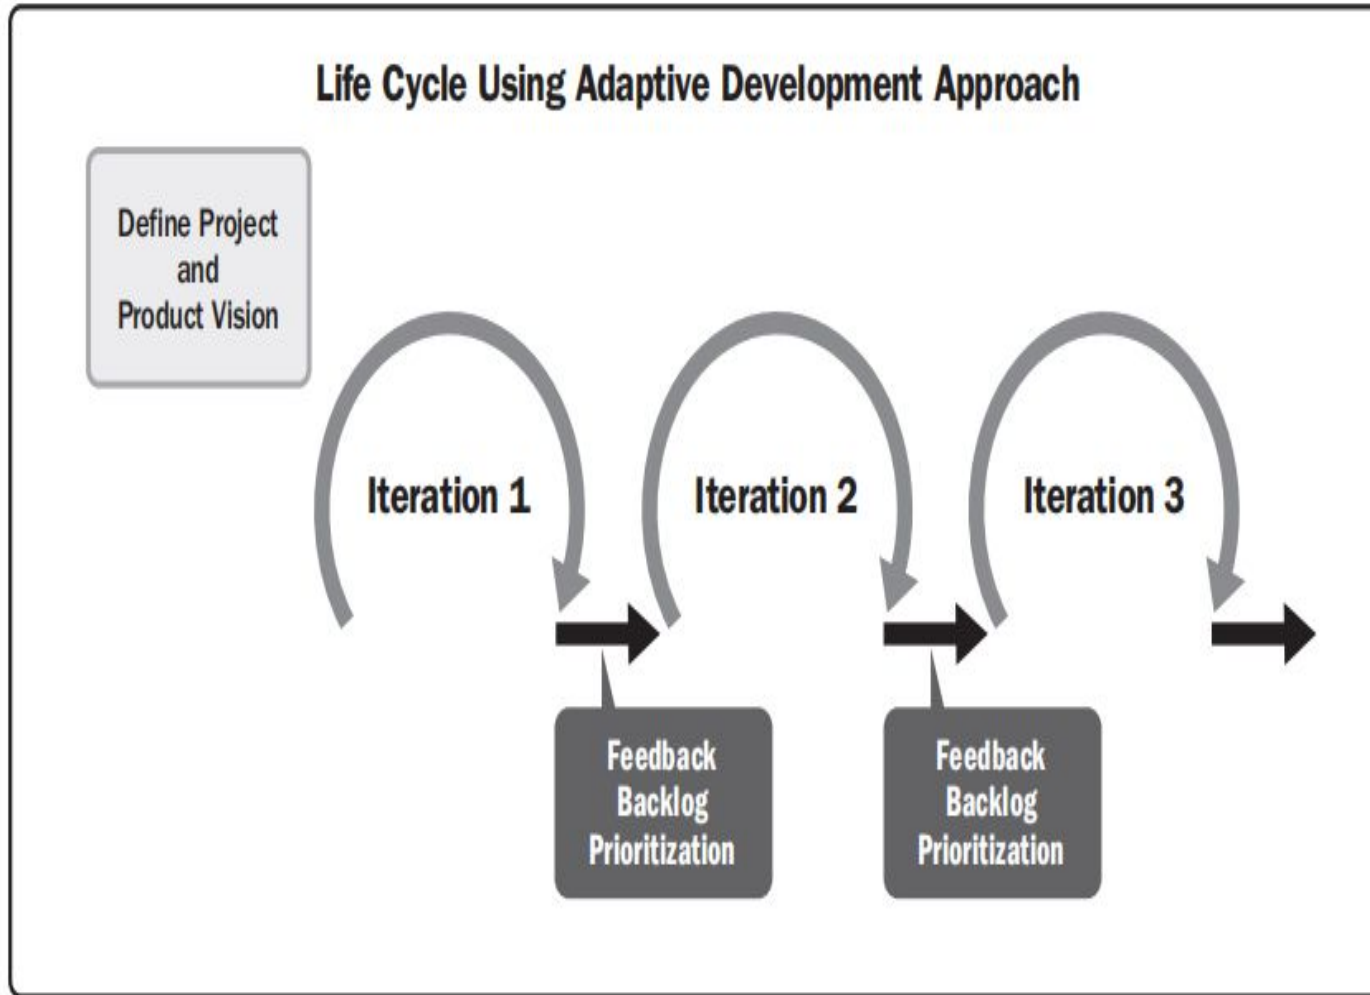 Life Cycle Using Adaptive Development Approach
Define Project
and
Product Vision
Iteration 1
Iteration 2
Iteration 3
Feedback
Backlog
Prioritization
Feedback
Backlog
Prioritization